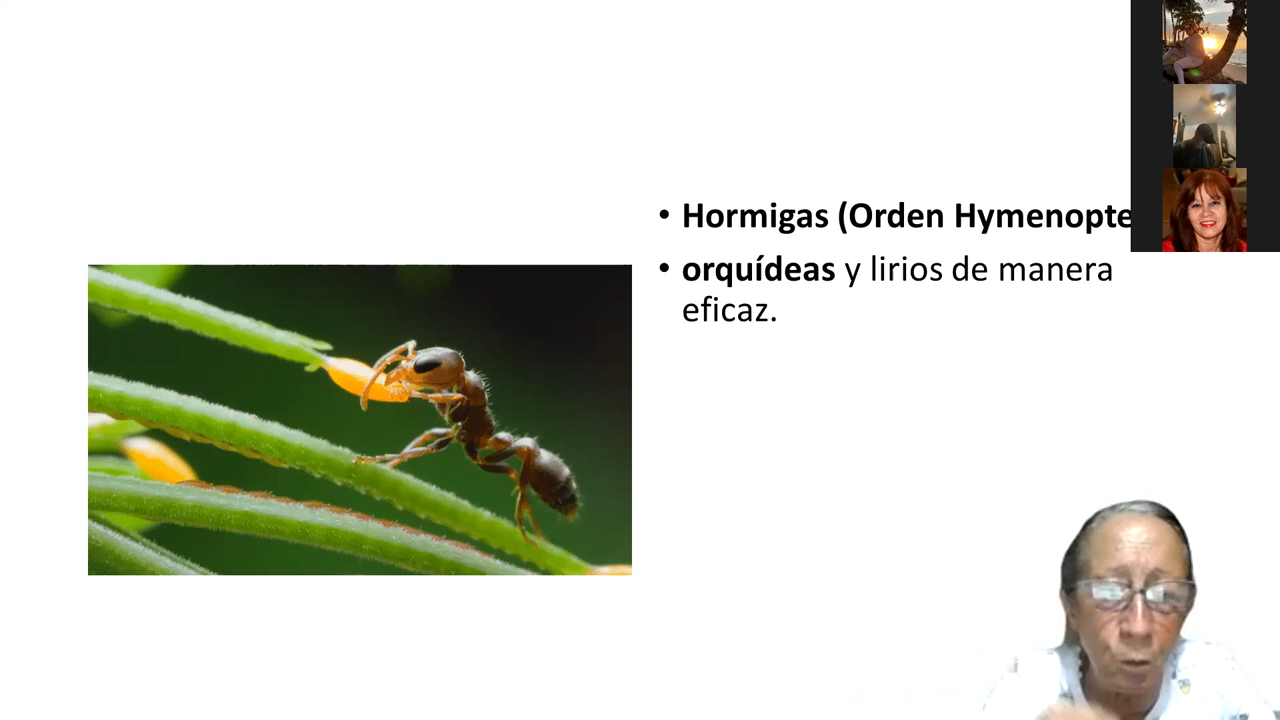 • Hormigas (Orden Hymenopte
• orquídeas y lirios de manera
eficaz.